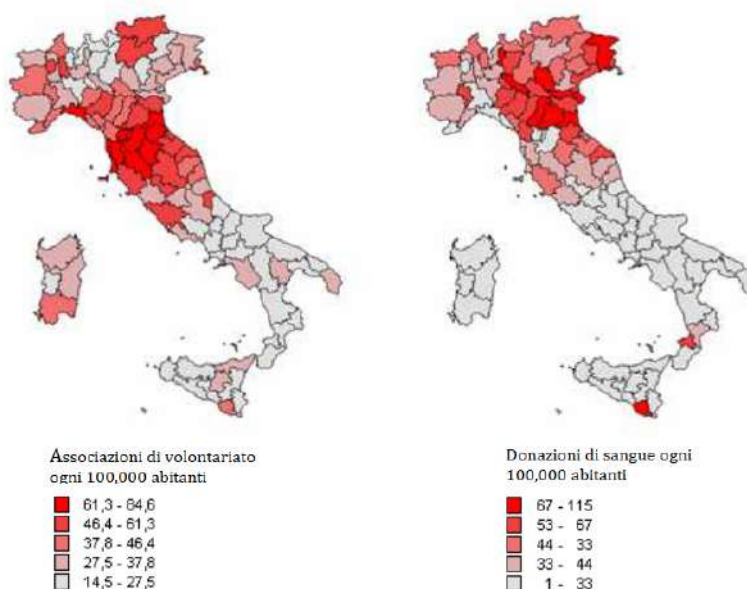 Associazioni di volontariato
ogni 100,000 abitanti
61,3 - 84,6
46,4 - 61,3
37,8 - 46,4
27,5 - 37,8
14,5 - 27,5
Donazioni di sangue ogni
100,000 abitanti
67 - 115
53 - 67
44 - 33
33 - 44
1 - 33